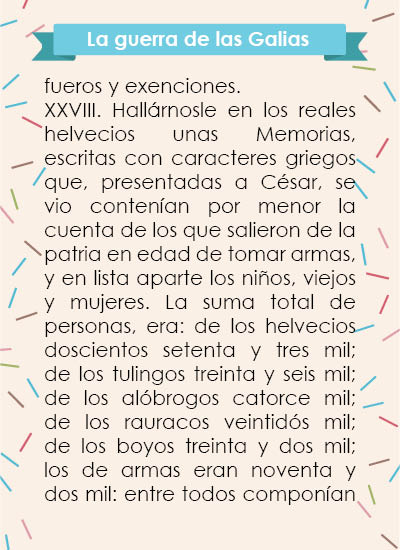 La guerra de las Galias
fueros y exenciones.
XXVIII. Hallárnosle en los reales
helvecios unas Memorias,
escritas con caracteres griegos
que, presentadas a César, se
vio contenían por menor la
cuenta de los que salieron de la
patria en edad de tomar armas,
y en lista aparte los niños, viejos
y mujeres. La suma total de
personas, era: de los helvecios
doscientos setenta y tres mil;
de los tulingos treinta y seis mil;
de los alóbrogos catorce mil;
de los rauracos veintidós mil;
de los boyos treinta y dos mil;
los de armas eran noventa y
dos mil: entre todos componían